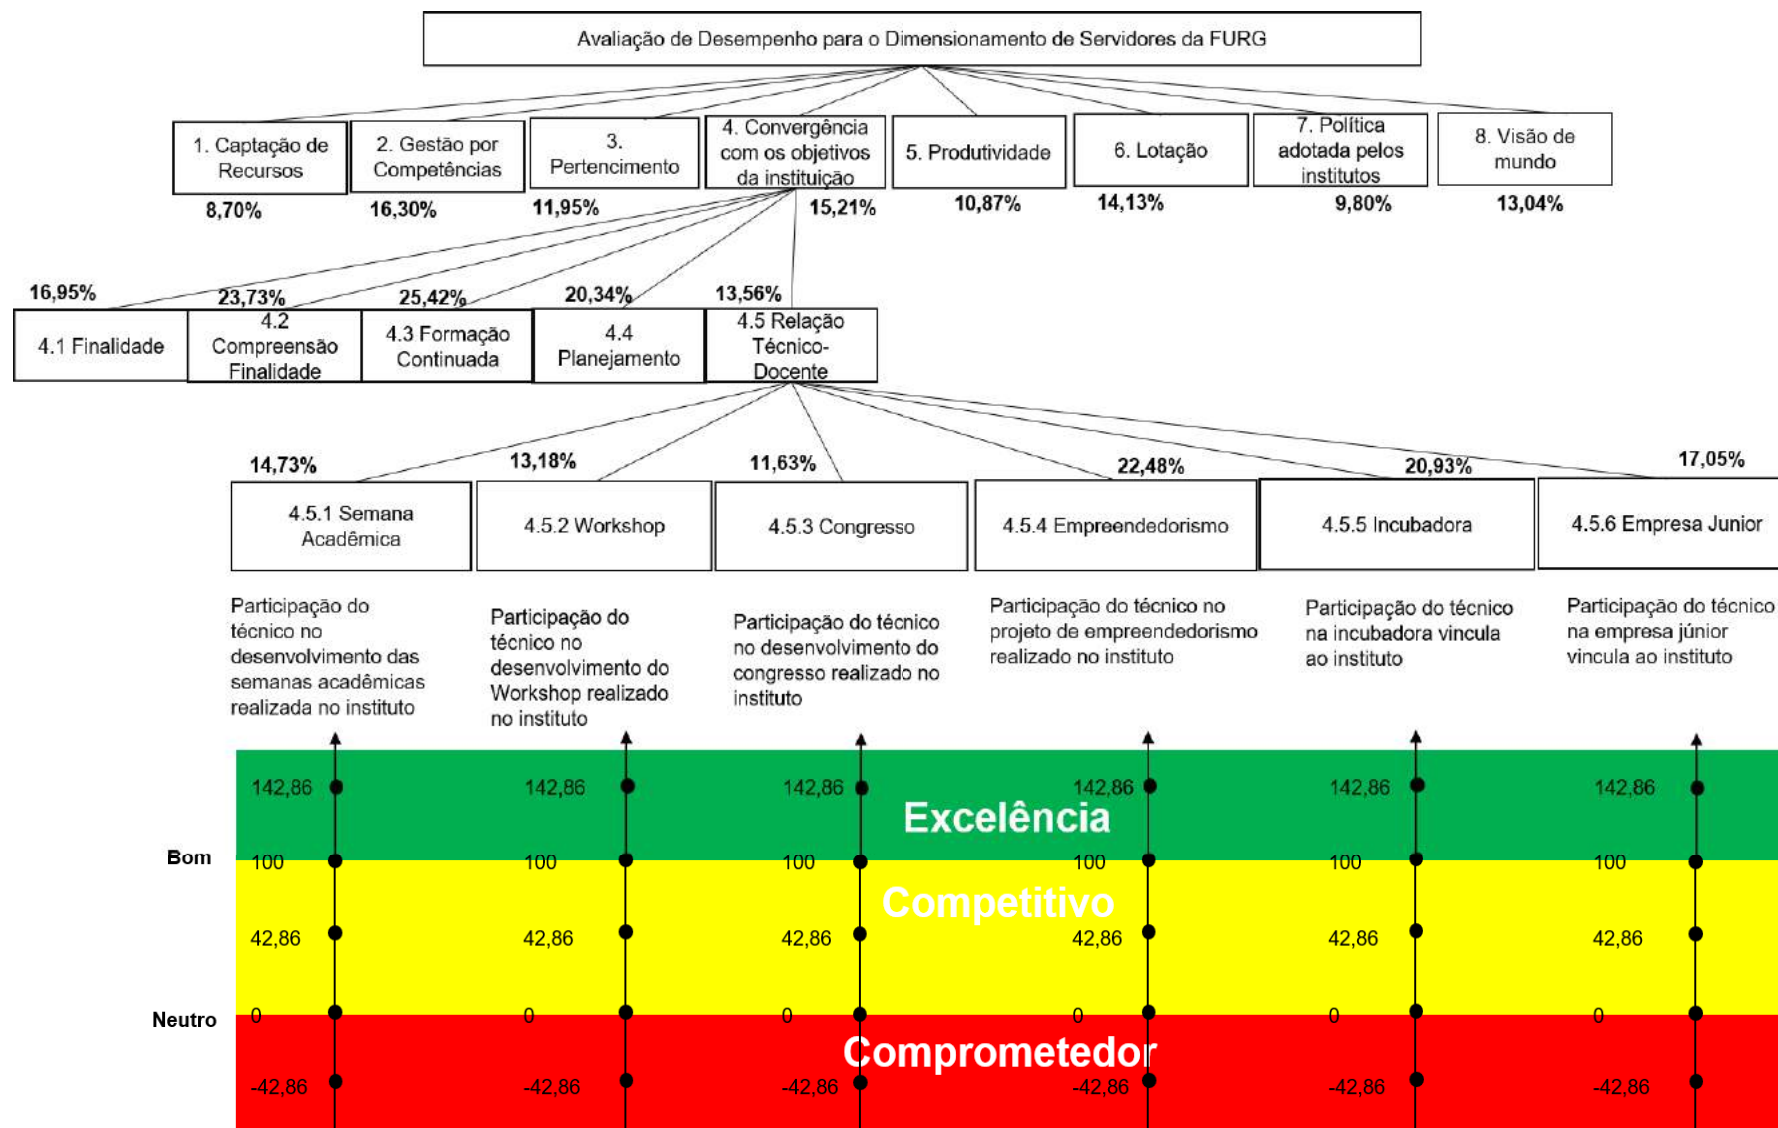 Avaliação de Desempenho para o Dimensionamento de Servidores da FURG
1. Captação de
Recursos
2. Gestão por
Competências
3.
Pertencimento
4. Convergência
com os objetivos
da instituição
5. Produtividade
6. Lotação
7. Política
adotada pelos
institutos
8. Visão de
mundo
8,70%
16,30%
11,95%
15,21%
10,87%
14,13%
9,80%
13,04%
16,95%
23,73%
25,42%
20,34%
13,56%
4.1 Finalidade
4.2
Compreensão
Finalidade
4.3 Formação
Continuada
4.4
Planejamento
4.5 Relação
Técnico-
Docente
14,73%
13,18%
11,63%
22,48%
20,93%
17,05%
4.5.1 Semana
Acadêmica
4.5.2 Workshop
4.5.3 Congresso
4.5.4 Empreendedorismo
4.5.5 Incubadora
4.5.6 Empresa Junior
Participação do
técnico no
desenvolvimento das
semanas acadêmicas
realizada no instituto
Participação do
técnico no
desenvolvimento do
Workshop realizado
no instituto
Participação do técnico
no desenvolvimento do
congresso realizado no
instituto
Participação do técnico no
projeto de empreendedorismo
realizado no instituto
Participação do técnico
na incubadora vincula
ao instituto
Participação do técnico
na empresa júnior
vincula ao instituto
142,86 142,86 142,86 142,86 142,86 142,86
Excelência
Bom
100 100 100 100 100 100
Competitivo
42,86 42,86 42,86 42,86 42,86 42,86
Neutro
0 0 0 0 0 0
Comprometedor
-42,86 -42,86 -42,86 -42,86 -42,86 -42,86